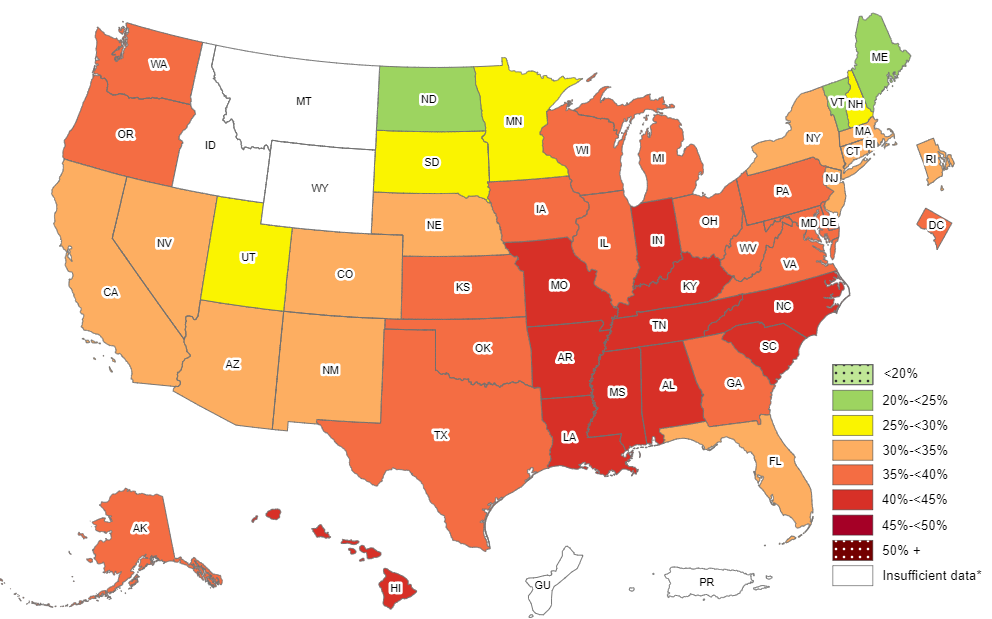 ME
WA
ND
MT
VT
NH
MN
OR
MA
NY
RI
ID
CT
WI
MI
SD
RI
WY
NJ
PA
IA
OH
MD
DE
NE
DC
IL
IN
NV
WV
UT
VA
CO
MO
KS
KY
CA
NC
TN
OK
SC
AR
AZ
NM
GA
MS
AL
TX
LA
FL
AK
HI
GU
PR
<20%
20%-<25%
25%-<30%
30%-<35%
35%-<40%
40%-<45%
45%-<50%
50% +
Insufficient data*